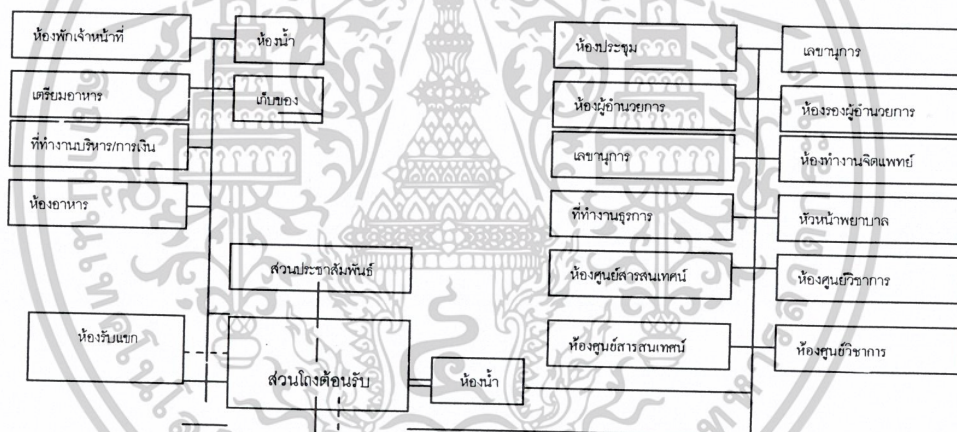 ห้องพักเจ้าหน้าที่
ห้องน้ำ
เตรียมอาหาร
เก็บของ
ที่ทำงานบริหาร/การเงิน
ห้องอาหาร
ส่วนประชาสัมพันธ์
ห้องรับแขก
ส่วนโถงต้อนรับ
ห้องน้ำ
ห้องประชุม
เลขานุการ
ห้องผู้อำนวยการ
ห้องรองผู้อำนวยการ
เลขานุการ
ห้องทำงานจิตแพทย์
ที่ทำงานธุรการ
หัวหน้าพยาบาล
ห้องศูนย์สารสนเทศน์
ห้องศูนย์วิชาการ
ห้องศูนย์สารสนเทศน์
ห้องศูนย์วิชาการ